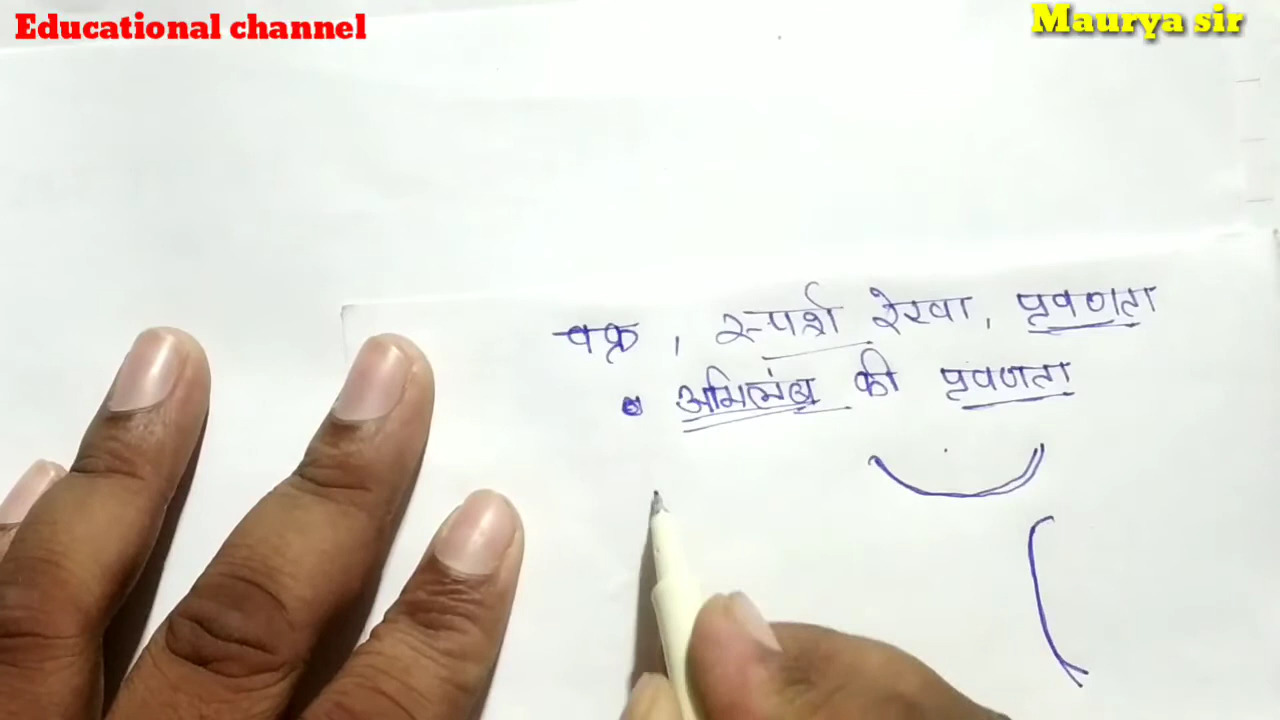 Educational channel
Maurya sir
वक्र, स्पर्श रेखा, प्रवणता
• अभिलंब की प्रवणता